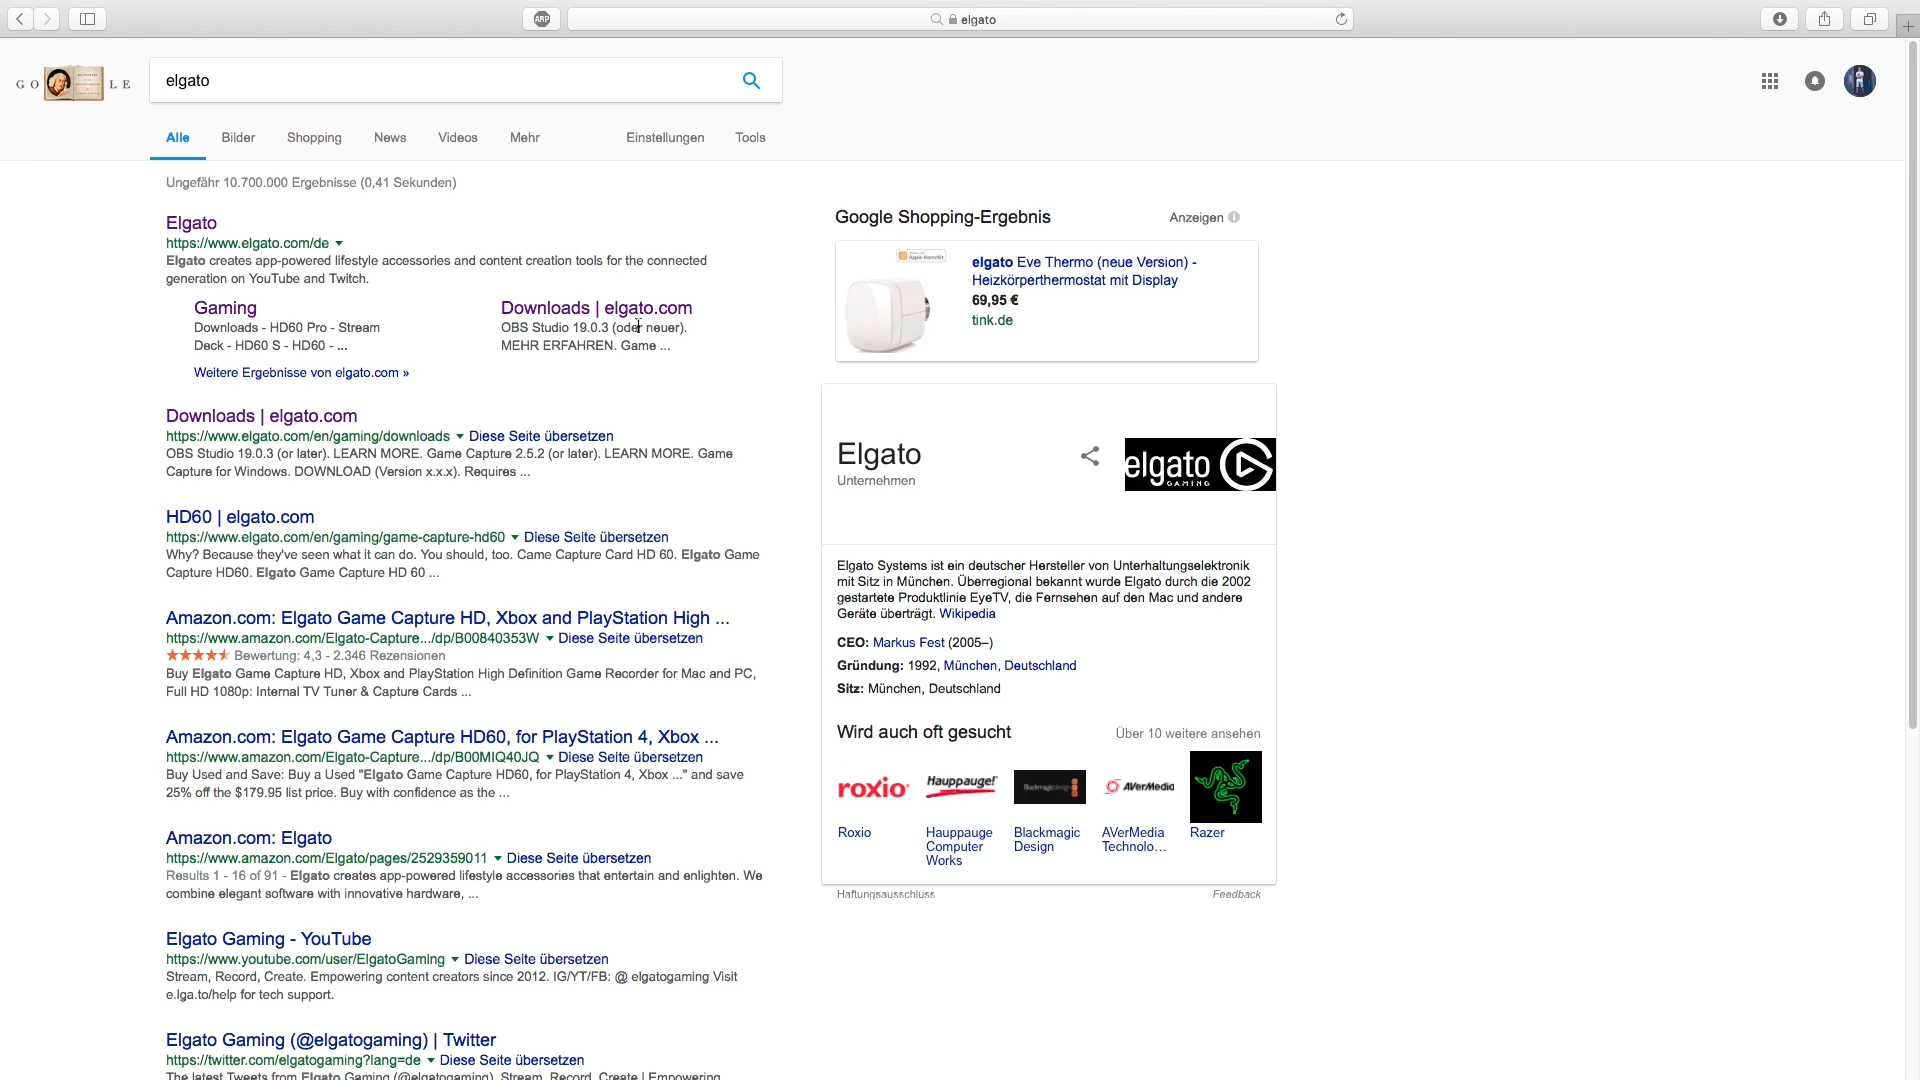 ABP
elgato
G O LE
elgato
Alle Bilder Shopping News Videos Mehr Einstellungen Tools
Ungefähr 10.700.000 Ergebnisse (0,41 Sekunden)
Elgato
https://www.elgato.com/de
Elgato creates app-powered lifestyle accessories and content creation tools for the connected
generation on YouTube and Twitch.
Gaming
Downloads - HD60 Pro - Stream
Deck - HD60 S - HD60 - ...
Downloads | elgato.com
OBS Studio 19.0.3 (oder neuer).
MEHR ERFAHREN. Game ...
Weitere Ergebnisse von elgato.com »
Downloads | elgato.com
https://www.elgato.com/en/gaming/downloads Diese Seite übersetzen
OBS Studio 19.0.3 (or later). LEARN MORE. Game Capture 2.5.2 (or later). LEARN MORE. Game
Capture for Windows. DOWNLOAD (Version x.x.x). Requires ...
HD60 | elgato.com
https://www.elgato.com/en/gaming/game-capture-hd60 Diese Seite übersetzen
Why? Because they've seen what it can do. You should, too. Came Capture Card HD 60. Elgato Game
Capture HD60. Elgato Game Capture HD 60 ...
Amazon.com: Elgato Game Capture HD, Xbox and PlayStation High ...
https://www.amazon.com/Elgato-Capture.../dp/B00840353W Diese Seite übersetzen
Bewertung: 4,3 - 2.346 Rezensionen
Buy Elgato Game Capture HD, Xbox and PlayStation High Definition Game Recorder for Mac and PC,
Full HD 1080p: Internal TV Tuner & Capture Cards ...
Amazon.com: Elgato Game Capture HD60, for PlayStation 4, Xbox ...
https://www.amazon.com/Elgato-Capture.../dp/B00MIQ40JQ Diese Seite übersetzen
Buy Used and Save: Buy a Used "Elgato Game Capture HD60, for PlayStation 4, Xbox ..." and save
25% off the $179.95 list price. Buy with confidence as the ...
Amazon.com: Elgato
https://www.amazon.com/Elgato/pages/2529359011 Diese Seite übersetzen
Results 1 - 16 of 91 - Elgato creates app-powered lifestyle accessories that entertain and enlighten. We
combine elegant software with innovative hardware, ...
Elgato Gaming - YouTube
https://www.youtube.com/user/ElgatoGaming Diese Seite übersetzen
Stream, Record, Create. Empowering content creators since 2012. IG/YT/FB: @ elgatogaming Visit
e.lga.to/help for tech support.
Elgato Gaming (@elgatogaming) | Twitter
https://twitter.com/elgatogaming?lang=de Diese Seite übersetzen
The latest Tweets from Elgato Gaming (@elgatogaming). Stream, Record, Create | Empowering
Google Shopping-Ergebnis Anzeigen
Apple HomeKit
elgato Eve Thermo (neue Version) -
Heizkörperthermostat mit Display
69,95 €
tink.de
Elgato
Unternehmen
elgato
GAMING
Elgato Systems ist ein deutscher Hersteller von Unterhaltungselektronik
mit Sitz in München. Überregional bekannt wurde Elgato durch die 2002
gestartete Produktlinie EyeTV, die Fernsehen auf den Mac und andere
Geräte überträgt. Wikipedia
CEO: Markus Fest (2005–)
Gründung: 1992, München, Deutschland
Sitz: München, Deutschland
Wird auch oft gesucht Über 10 weitere ansehen
roxio Hauppauge! Blackmagicdesign AVerMedia
Roxio
Hauppauge
Computer
Works
Blackmagic
Design
AVerMedia
Technolo...
Razer
Haftungsausschluss Feedback